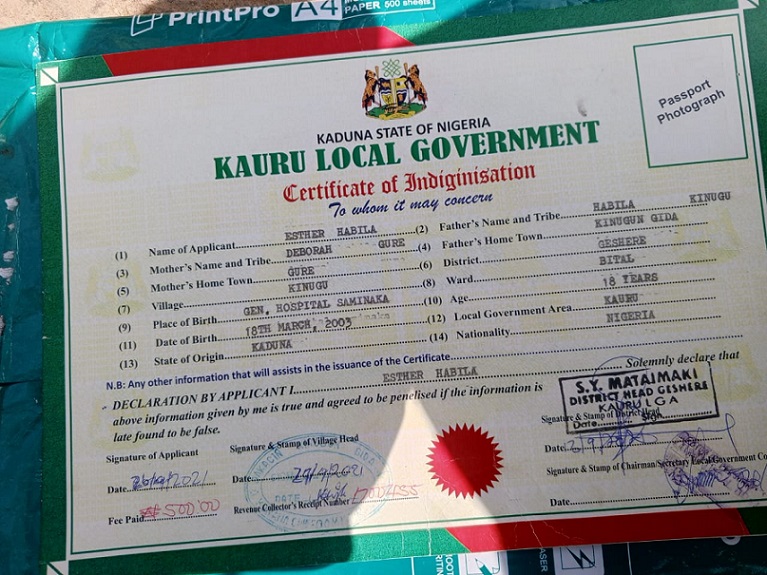 PrintPro A4
PAPER 500 sheets
Passport
Photograph
KADUNA STATE OF NIGERIA
KAURU LOCAL GOVERNMENT
Certificate of Indiginisation
To whom it may concern
(1) Name of Applicant ESTHER HABILA (2) Father's Name and Tribe HABILA KINUGU
(3) Mother's Name and Tribe DEBORAH GURE (4) Father's Home Town KINUGUN GIDA
(5) Mother's Home Town GURE (6) District GESHERE
(7) Village KINUGU (8) Ward BITAL
(9) Place of Birth GEN, HOSPITAL SAMINAKA (10) Age 18 YEARS
(11) Date of Birth 18TH MARCH, 2003 (12) Local Government Area KAURU
(13) State of Origin KADUNA (14) Nationality NIGERIA
N.B: Any other information that will assists in the issuance of the Certificate
DECLARATION BY APPLICANT I ESTHER HABILA Solemnly declare that
above information given by me is true and agreed to be penelised if the information is
late found to be false.
S.Y. MATAIMAKI
DISTRICT HEAD GESHERE
KAURU LGA
Date Sign
Signature of Applicant
Signature & Stamp of Village Head
Signature & Stamp of District Head
Date 2021
Date 29/9/2021
Date
Signature & Stamp of Chairman/Secretary Local Government
Fee Paid 500.00
Revenue Collector's Receipt Number
Date